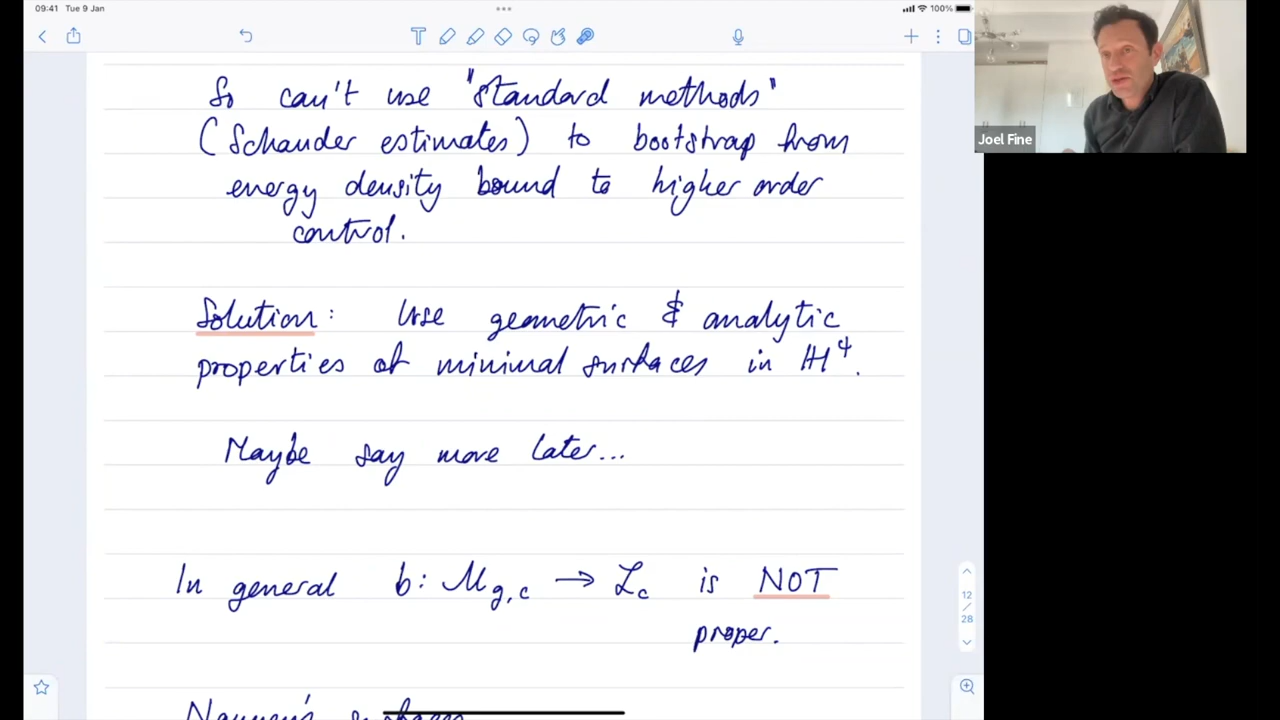 09:41 Tue 9 Jan
100%
Joel Fine
So can't use "standard methods"
(Schauder estimates) to bootstrap from
energy density bound to higher order
control.
Solution: Use geometric & analytic
properties of minimal surfaces in ℍ⁴.
Maybe say more later...
In general b: ℳ_{g,c} → ℒ_c is NOT
proper.
12
/
28